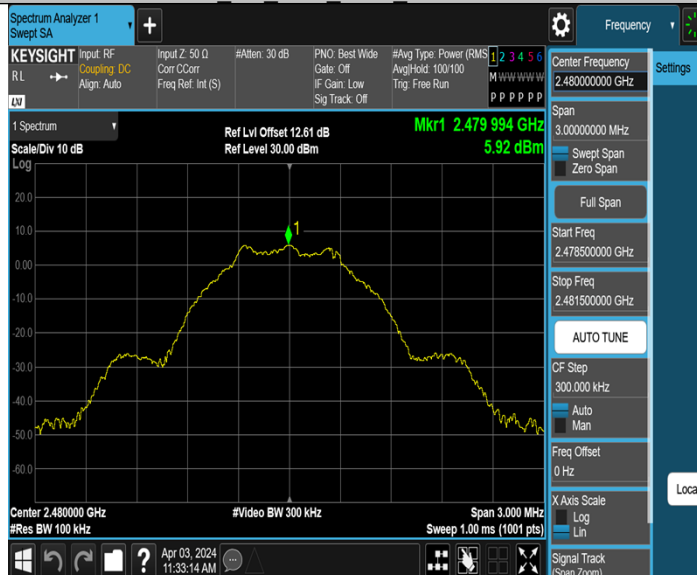 Spectrum Analyzer 1
Swept SA
+
Frequency
KEYSIGHT
RL
LXI
Input: RF
Coupling: DC
Align: Auto
Input Z: 50 Ω
Corr CCorr
Freq Ref: Int (S)
#Atten: 30 dB
PNO: Best Wide
Gate: Off
IF Gain: Low
Sig Track: Off
#Avg Type: Power (RMS
Avg|Hold: 100/100
Trig: Free Run
1 2 3 4 5 6
M W W W W W
P P P P P P
1 Spectrum
Scale/Div 10 dB
Log
Ref Lvl Offset 12.61 dB
Ref Level 30.00 dBm
Mkr1 2.479 994 GHz
5.92 dBm
20.0
10.0
0.00
-10.0
-20.0
-30.0
-40.0
-50.0
-60.0
1
Center 2.480000 GHz
#Res BW 100 kHz
#Video BW 300 kHz
Span 3.000 MHz
Sweep 1.00 ms (1001 pts)
?
Apr 03, 2024
11:33:14 AM
Center Frequency
2.480000000 GHz
Span
3.00000000 MHz
Swept Span
Zero Span
Full Span
Start Freq
2.478500000 GHz
Stop Freq
2.481500000 GHz
AUTO TUNE
CF Step
300.000 kHz
Auto
Man
Freq Offset
0 Hz
X Axis Scale
Log
Lin
Signal Track
(Span Zoom)
Settings
Loca